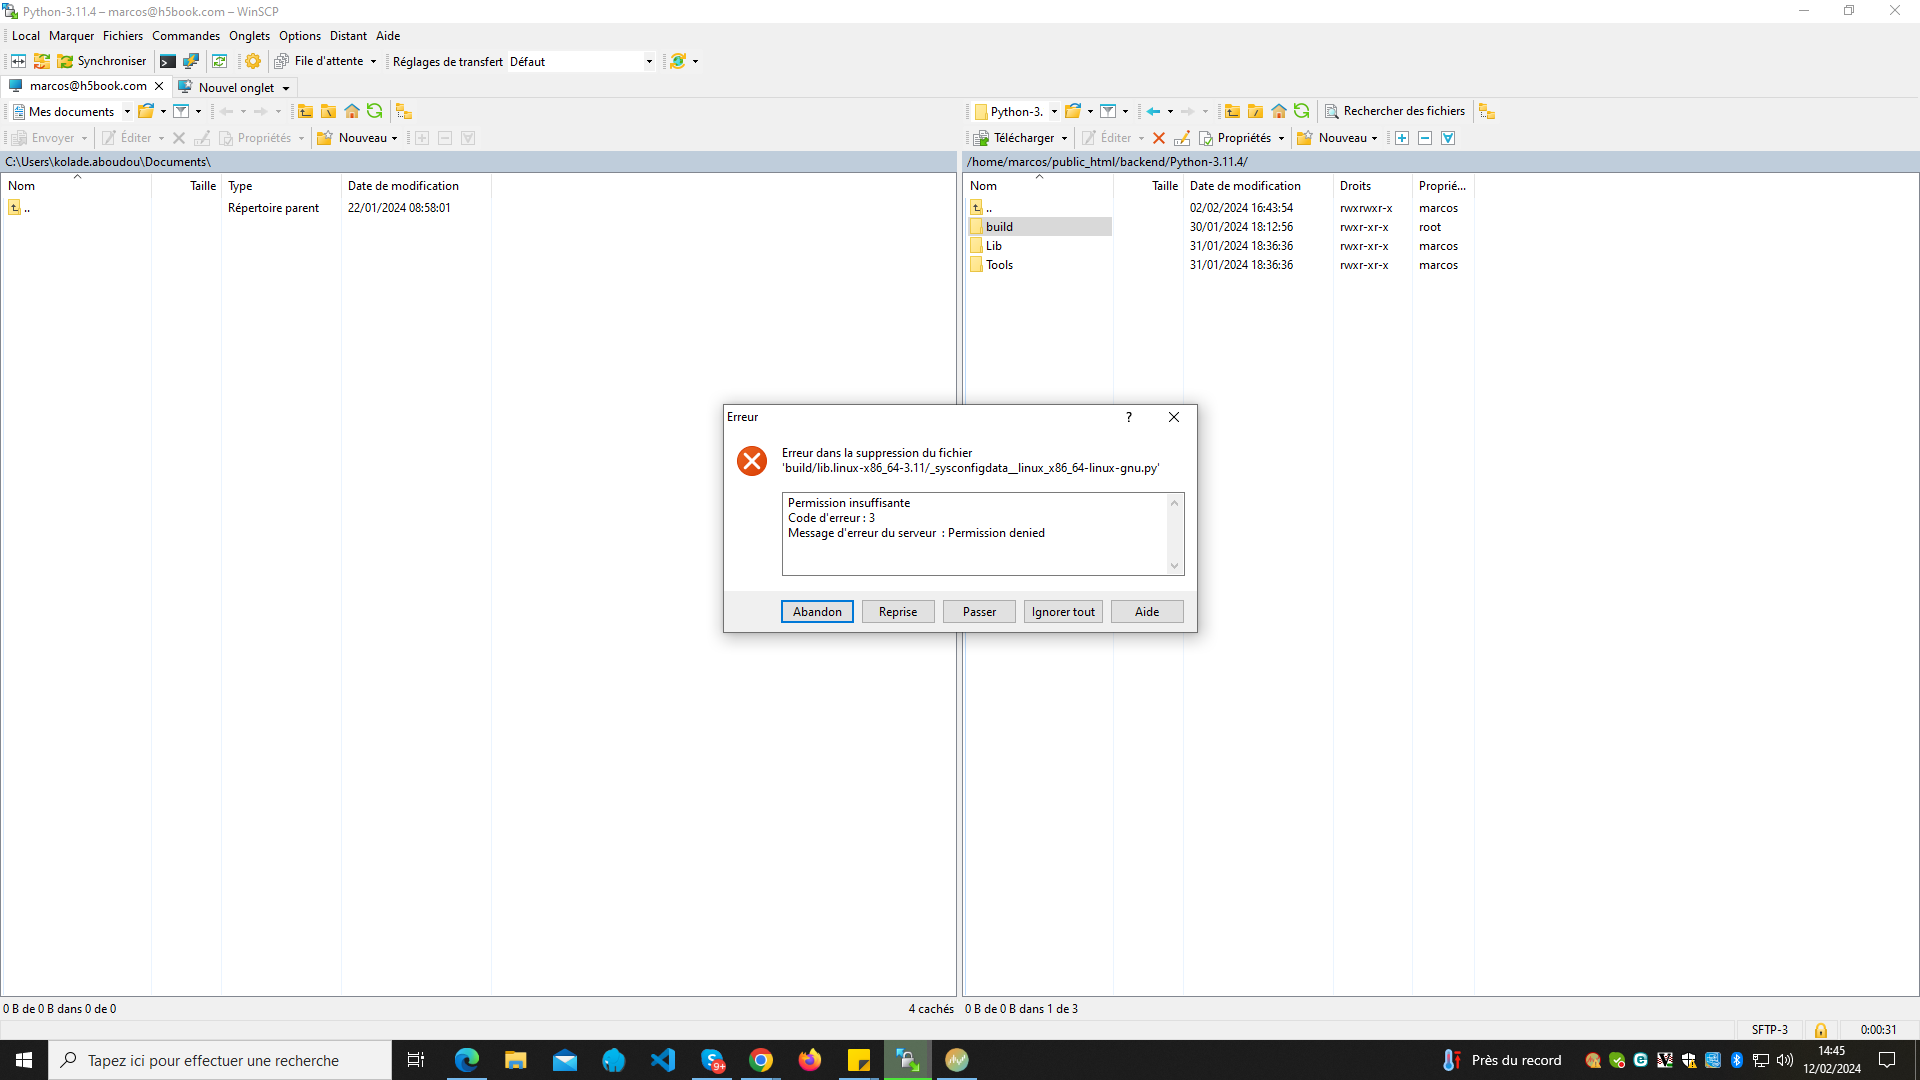 Python-3.11.4 – marcos@h5book.com – WinSCP
Local Marquer Fichiers Commandes Onglets Options Distant Aide
Synchroniser File d'attente Réglages de transfert Défaut
marcos@h5book.com Nouvel onglet
Mes documents
Python-3. Rechercher des fichiers
Envoyer Éditer Propriétés Nouveau
Télécharger Éditer Propriétés Nouveau
C:\Users\kolade.aboudou\Documents\
/home/marcos/public_html/backend/Python-3.11.4/
Nom Taille Type Date de modification
.. Répertoire parent 22/01/2024 08:58:01
Nom Taille Date de modification Droits Proprié...
.. 02/02/2024 16:43:54 rwxrwxr-x marcos
build 30/01/2024 18:12:56 rwxr-xr-x root
Lib 31/01/2024 18:36:36 rwxr-xr-x marcos
Tools 31/01/2024 18:36:36 rwxr-xr-x marcos
Erreur
?
Erreur dans la suppression du fichier
'build/lib.linux-x86_64-3.11/_sysconfigdata__linux_x86_64-linux-gnu.py'
Permission insuffisante
Code d'erreur : 3
Message d'erreur du serveur : Permission denied
Abandon Reprise Passer Ignorer tout Aide
0 B de 0 B dans 0 de 0
4 cachés
0 B de 0 B dans 1 de 3
SFTP-3 0:00:31
Tapez ici pour effectuer une recherche
9+
Près du record
14:45
12/02/2024